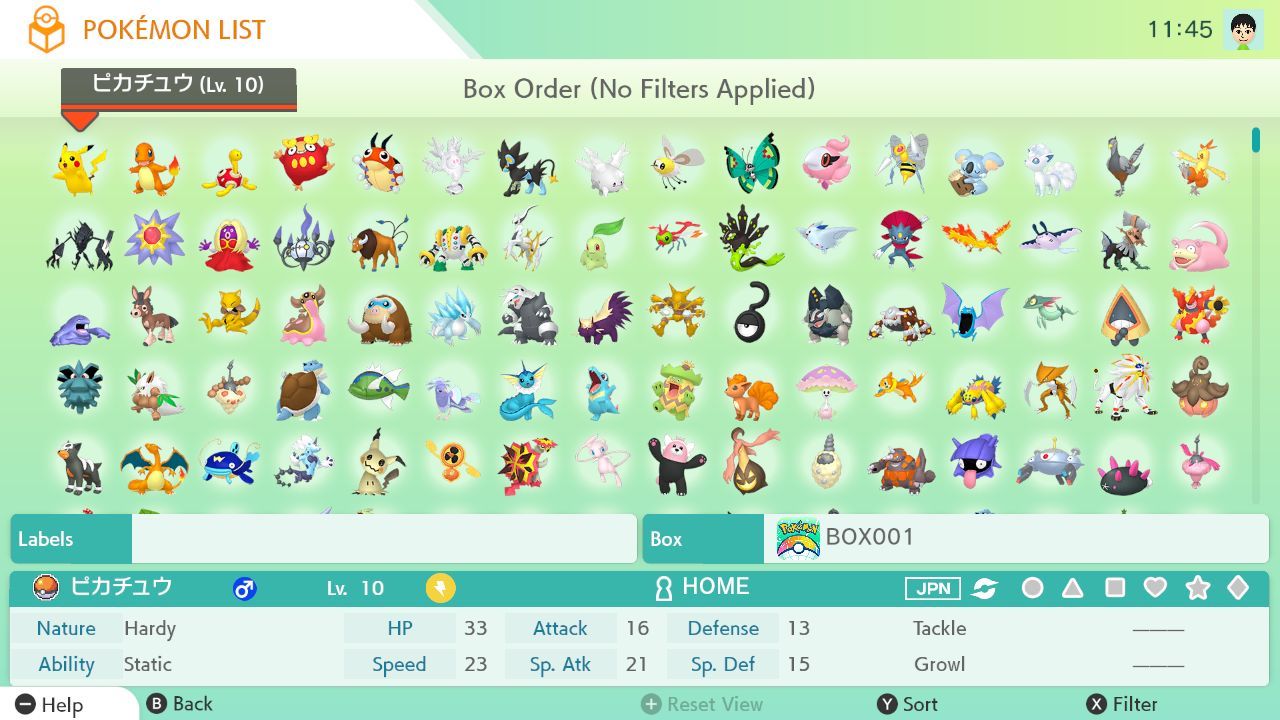 POKÉMON LIST
11:45
ピカチュウ (Lv. 10)
Box Order (No Filters Applied)
Labels
Box
POKÉMON
BOX001
ピカチュウ
Lv. 10
HOME
JPN
Nature Hardy HP 33 Attack 16 Defense 13 Tackle ———
Ability Static Speed 23 Sp. Atk 21 Sp. Def 15 Growl ———
Help
B Back
Reset View
Y Sort
X Filter